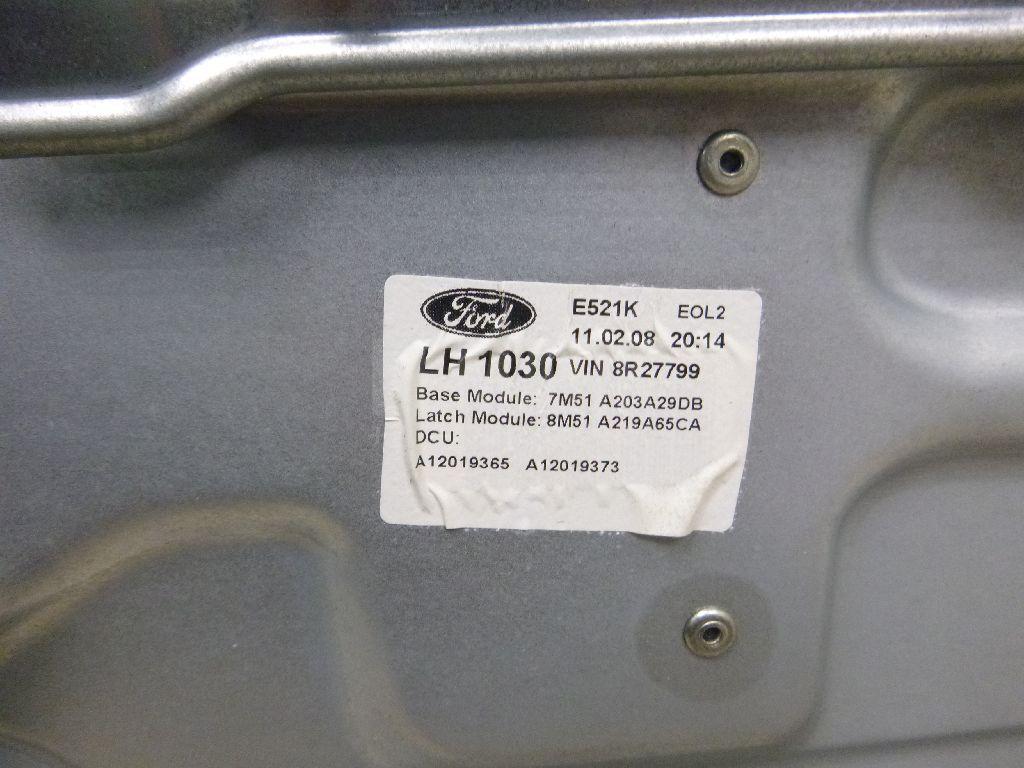 Ford E521K EOL2
11.02.08 20:14
LH 1030 VIN 8R27799
Base Module: 7M51 A203A29DB
Latch Module: 8M51 A219A65CA
DCU:
A12019365 A12019373